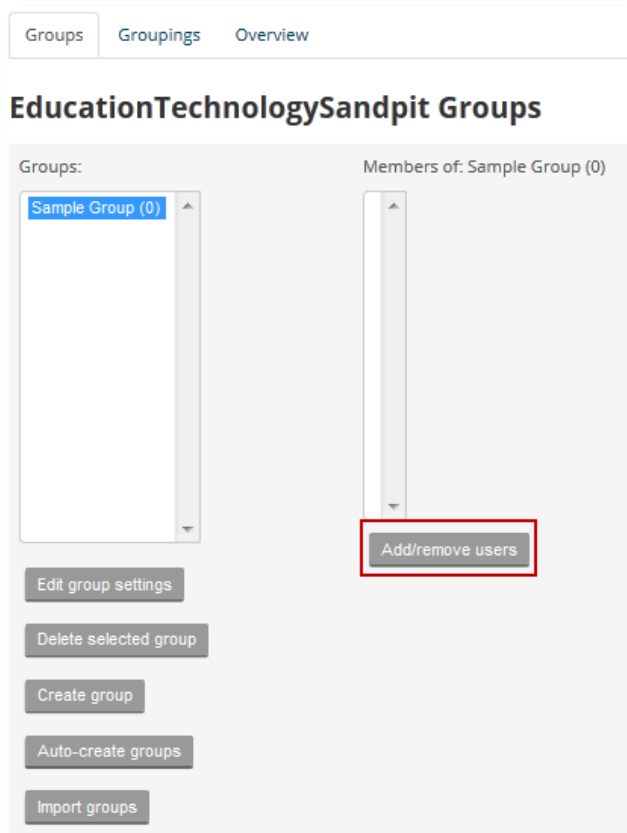 Groups Groupings Overview
EducationTechnologySandpit Groups
Groups:
Members of: Sample Group (0)
Sample Group (0)
Add/remove users
Edit group settings
Delete selected group
Create group
Auto-create groups
Import groups